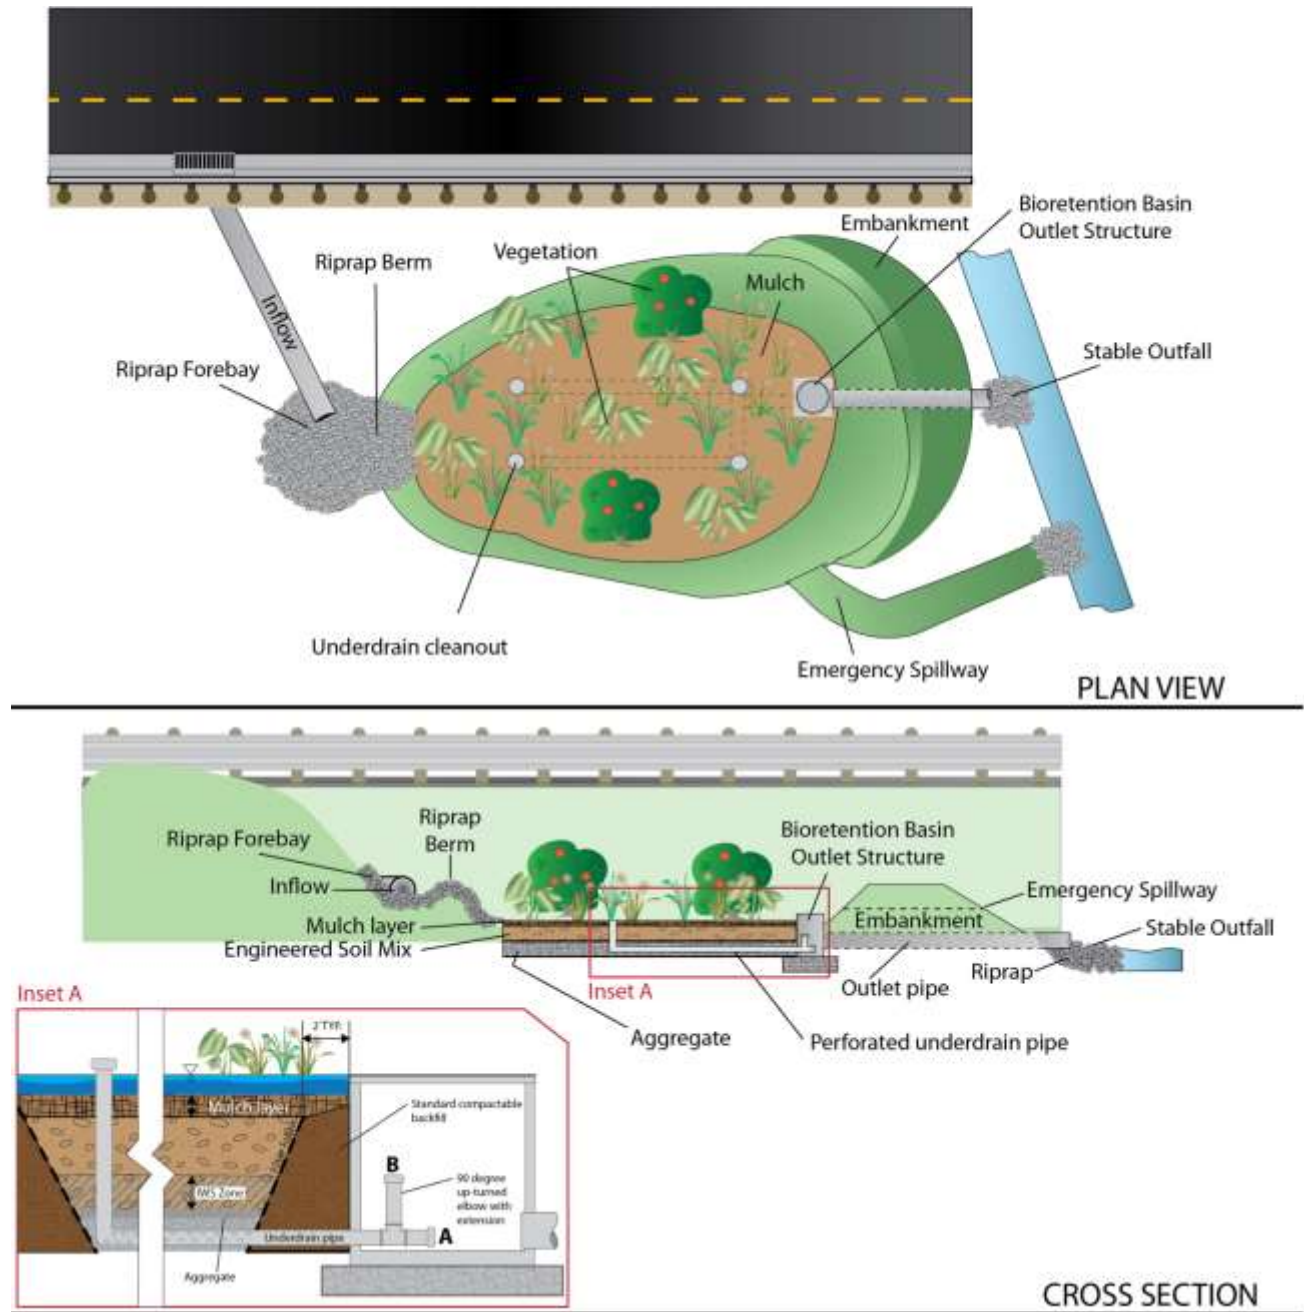 Bioretention Basin
Outlet Structure
Embankment
Vegetation
Riprap Berm
Mulch
Inflow
Stable Outfall
Riprap Forebay
Underdrain cleanout
Emergency Spillway
PLAN VIEW
Riprap
Berm
Bioretention Basin
Outlet Structure
Riprap Forebay
Inflow
Emergency Spillway
Mulch layer
Embankment
Stable Outfall
Engineered Soil Mix
Riprap
Inset A
Inset A
Outlet pipe
Aggregate
Perforated underdrain pipe
2' TYP.
Mulch layer
Standard compactable
backfill
B
90 degree
up-turned
elbow with
extension
IWS Zone
Underdrain pipe
A
Aggregate
CROSS SECTION